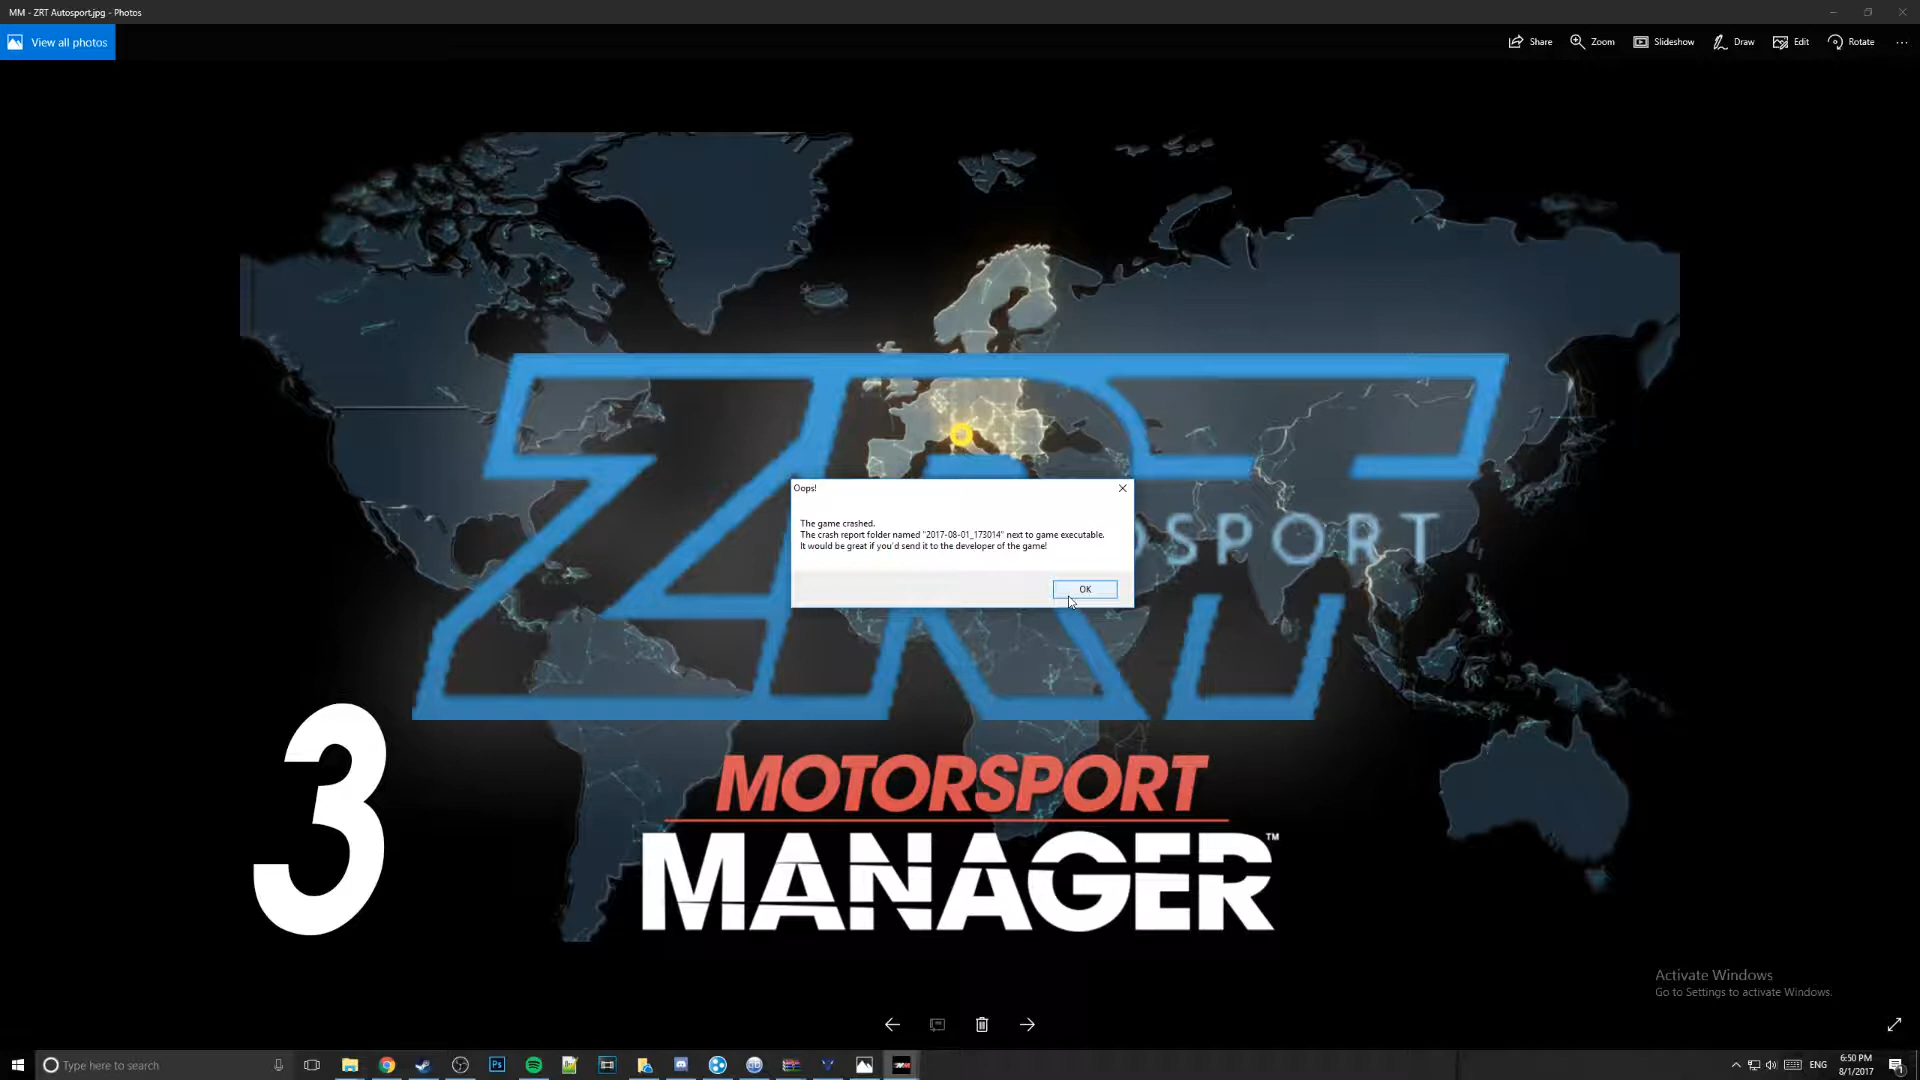 MM - ZRT Autosport.jpg - Photos
View all photos
Share
Zoom
Slideshow
Draw
Edit
Rotate
ZRT
OSPORT
Oops!
The game crashed.
The crash report folder named "2017-08-01_173014" next to game executable.
It would be great if you'd send it to the developer of the game!
OK
3
MOTORSPORT
MANAGER™
Activate Windows
Go to Settings to activate Windows.
Type here to search
Ps
ENG
6:50 PM
8/1/2017